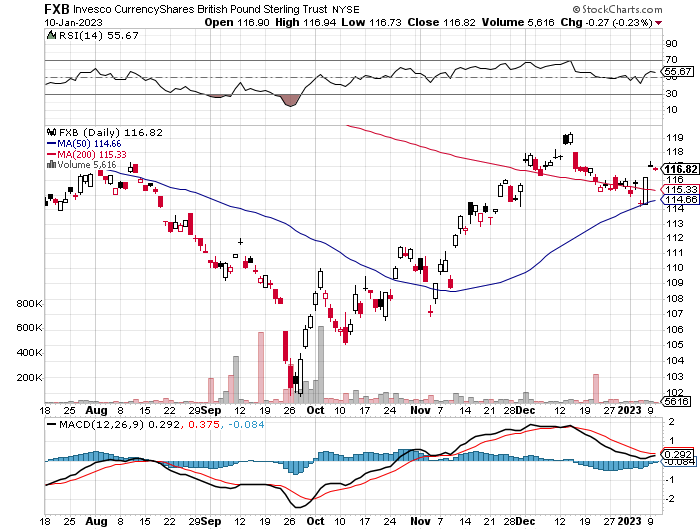 FXB Invesco CurrencyShares British Pound Sterling Trust NYSE © StockCharts.com
10-Jan-2023 Open 116.90 High 116.94 Low 116.73 Close 116.82 Volume 5,616 Chg -0.27 (-0.23%)
RSI(14) 55.67
90
70
55.67
50
30
10
FXB (Daily) 116.82
MA(50) 114.66
MA(200) 115.33
Volume 5,616
119
118
117
116.82
116
115.33
114.66
114
113
112
111
110
109
108
107
106
105
104
103
102
5616
800K
600K
400K
200K
18 25 Aug 8 15 22 29 Sep 12 19 26 Oct 10 17 24 Nov 7 14 21 28 Dec 12 19 27 2023 9
MACD(12,26,9) 0.292, 0.375, -0.084
2
1
0.292
-0.084
-1
-2
18 25 Aug 8 15 22 29 Sep 12 19 26 Oct 10 17 24 Nov 7 14 21 28 Dec 12 19 27 2023 9